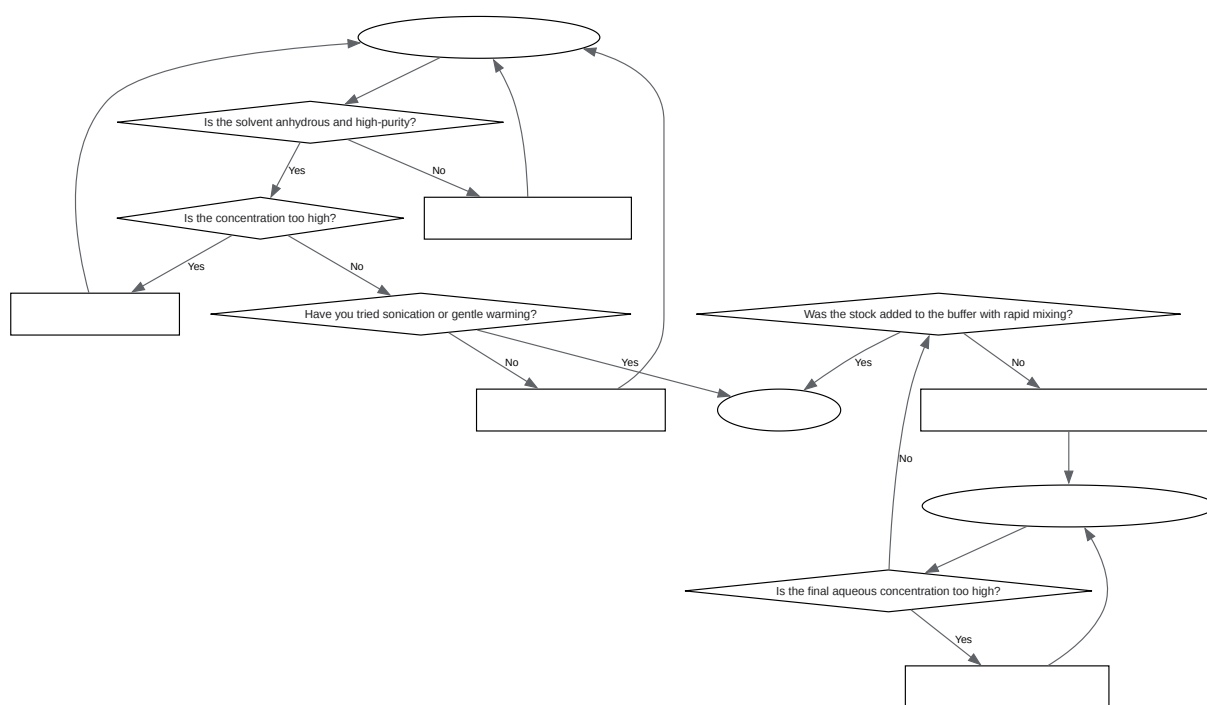 Is the solvent anhydrous and high-purity?
Yes
No
Is the concentration too high?
Yes
No
Have you tried sonication or gentle warming?
Was the stock added to the buffer with rapid mixing?
No
Yes
Yes
No
No
Is the final aqueous concentration too high?
Yes